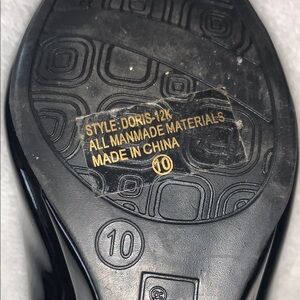 STYLE: DORIS-12K
ALL MANMADE MATERIALS
MADE IN CHINA
10
10
®